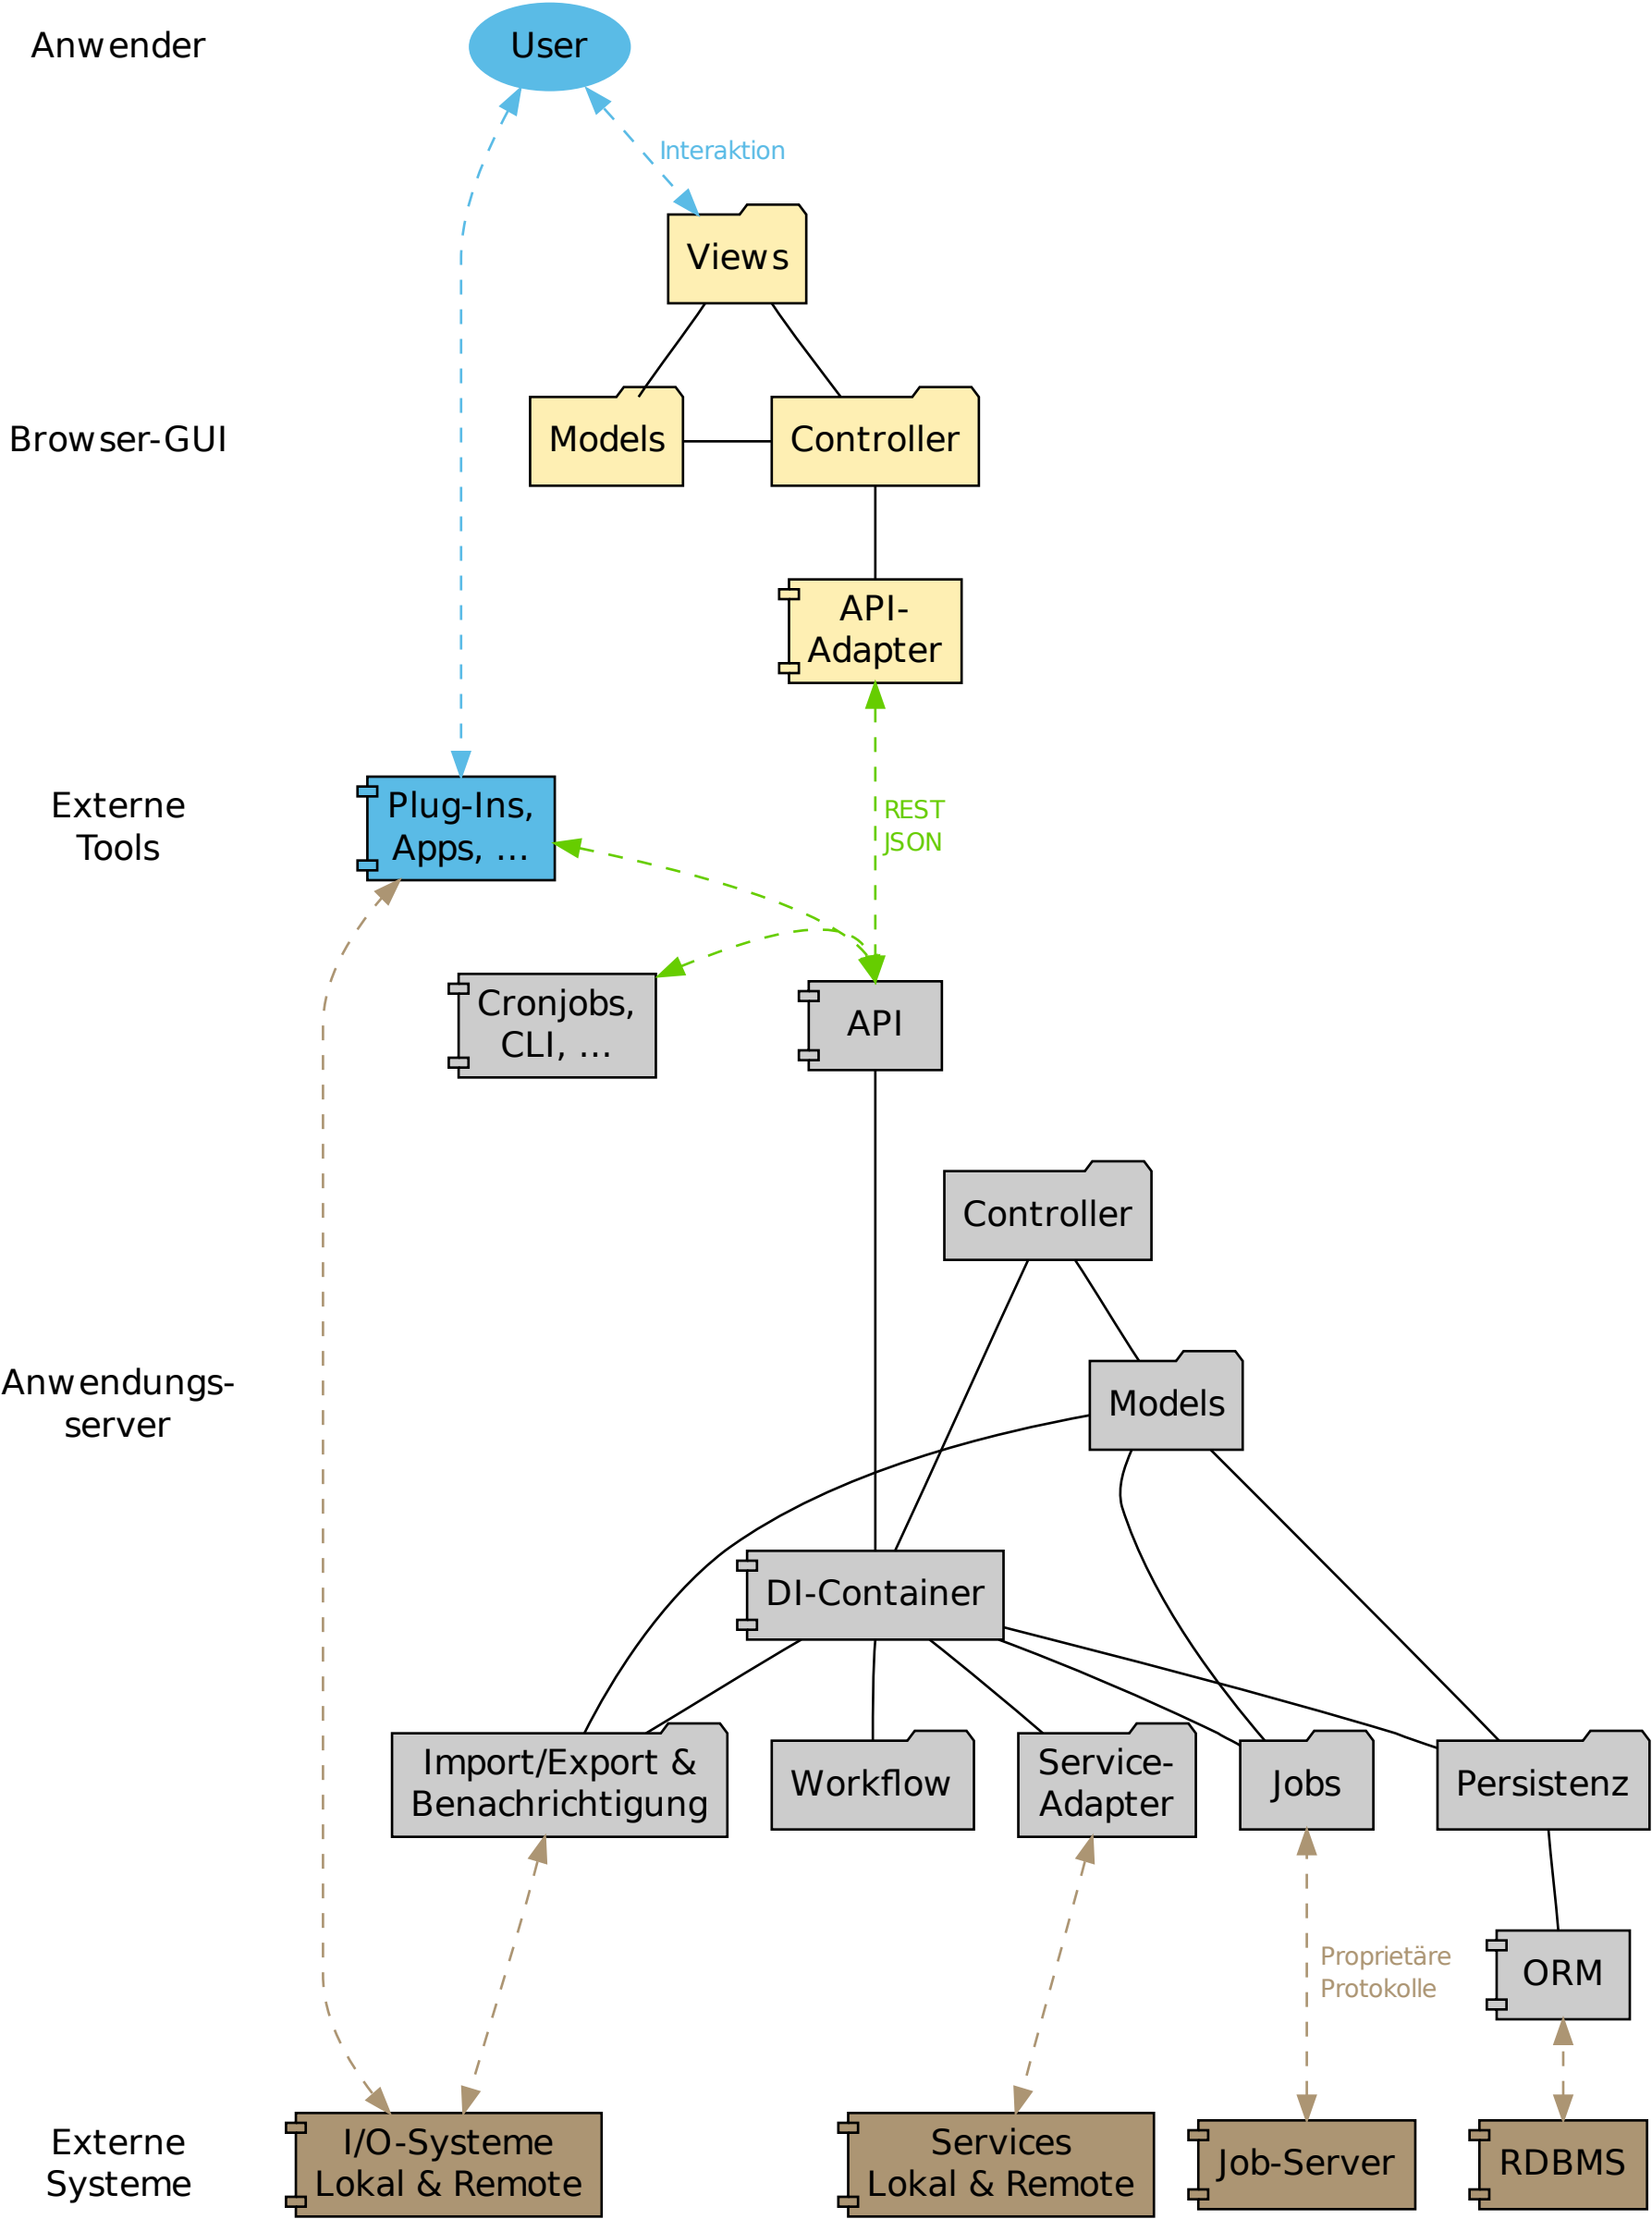 Anwender
User
Interaktion
Views
Browser-GUI
Models
Controller
API-
Adapter
Externe
Tools
Plug-Ins,
Apps, ...
REST
JSON
Cronjobs,
CLI, ...
API
Controller
Anwendungs-
server
Models
DI-Container
Import/Export &
Benachrichtigung
Workflow
Service-
Adapter
Jobs
Persistenz
Proprietäre
Protokolle
ORM
Externe
Systeme
I/O-Systeme
Lokal & Remote
Services
Lokal & Remote
Job-Server
RDBMS